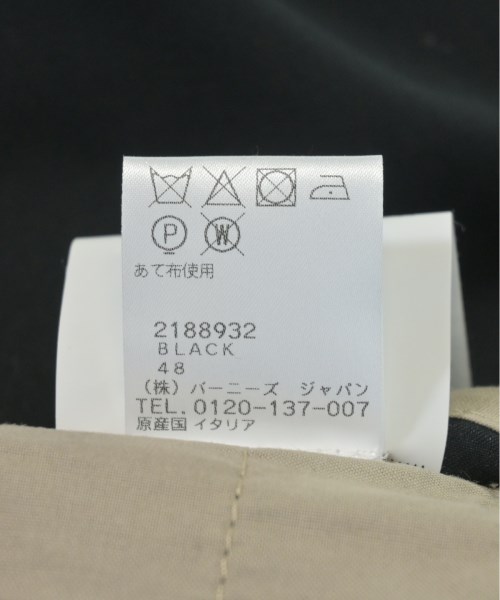 P W
あて布使用
2188932
BLACK
48
(株) バーニーズ ジャパン
TEL. 0120-137-007
原産国 イタリア